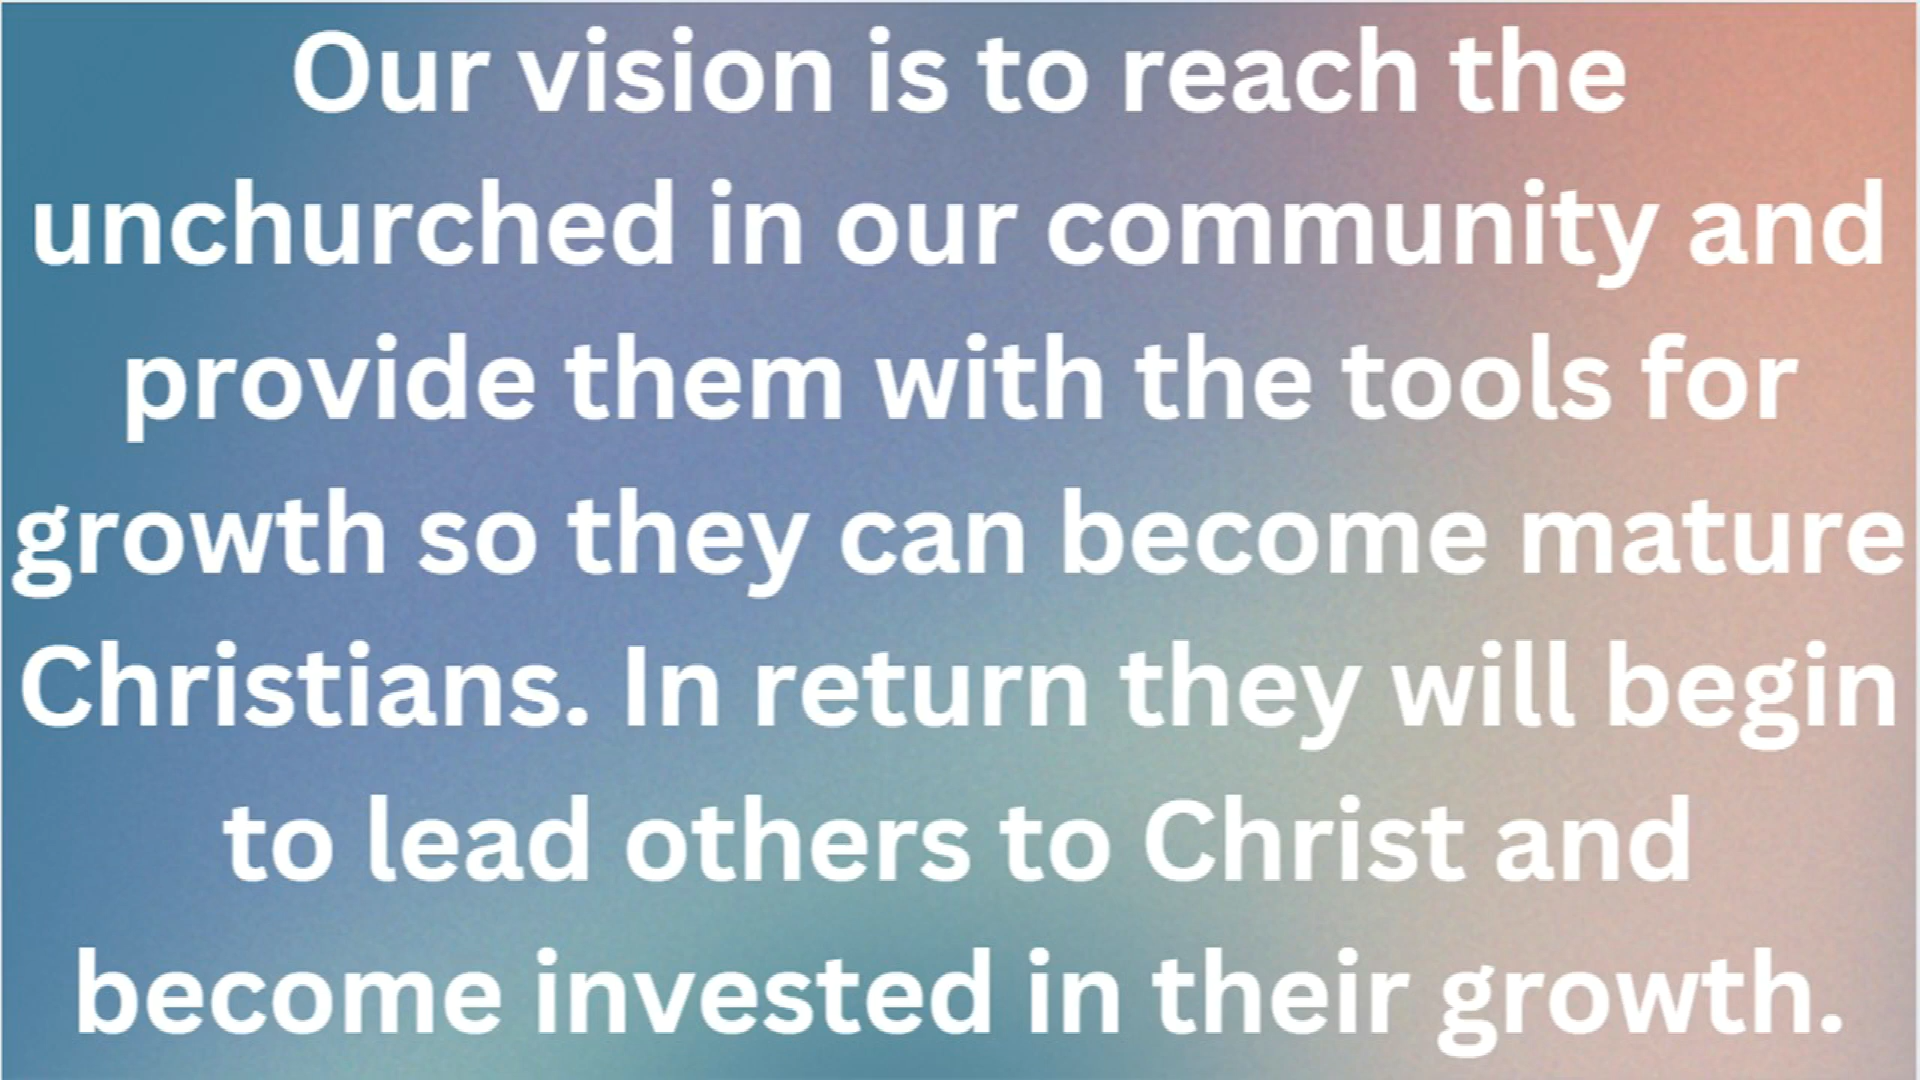 Our vision is to reach the
unchurched in our community and
provide them with the tools for
growth so they can become mature
Christians. In return they will begin
to lead others to Christ and
become invested in their growth.